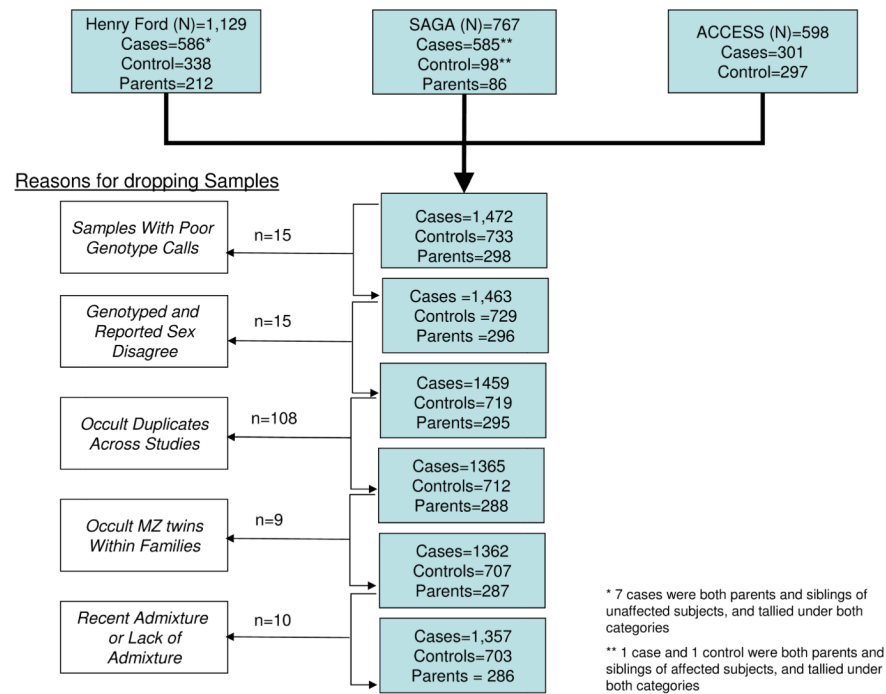 Henry Ford (N)=1,129
Cases=586*
Control=338
Parents=212
SAGA (N)=767
Cases=585**
Control=98**
Parents=86
ACCESS (N)=598
Cases=301
Control=297
Reasons for dropping Samples
Samples With Poor
Genotype Calls
n=15
Cases=1,472
Controls=733
Parents=298
Genotyped and
Reported Sex
Disagree
n=15
Cases =1,463
Controls =729
Parents =296
Occult Duplicates
Across Studies
n=108
Cases=1459
Controls=719
Parents=295
Cases=1365
Controls=712
Parents=288
Occult MZ twins
Within Families
n=9
Cases=1362
Controls=707
Parents=287
Recent Admixture
or Lack of
Admixture
n=10
Cases=1,357
Controls=703
Parents = 286
* 7 cases were both parents and siblings of
unaffected subjects, and tallied under both
categories
** 1 case and 1 control were both parents and
siblings of affected subjects, and tallied under
both categories